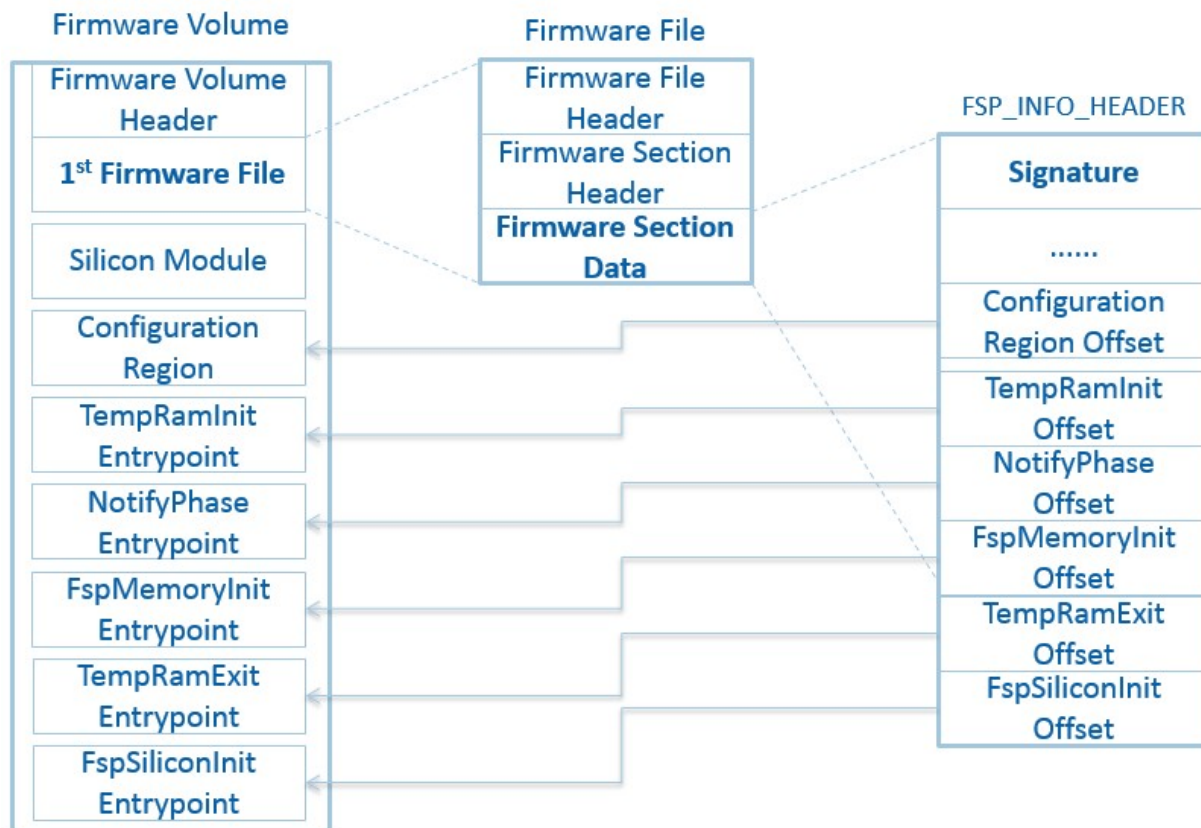 Firmware Volume
Firmware Volume
Header
1st Firmware File
Silicon Module
Configuration
Region
TempRamInit
Entrypoint
NotifyPhase
Entrypoint
FspMemoryInit
Entrypoint
TempRamExit
Entrypoint
FspSiliconInit
Entrypoint
Firmware File
Firmware File
Header
Firmware Section
Header
Firmware Section
Data
FSP_INFO_HEADER
Signature
......
Configuration
Region Offset
TempRamInit
Offset
NotifyPhase
Offset
FspMemoryInit
Offset
TempRamExit
Offset
FspSiliconInit
Offset